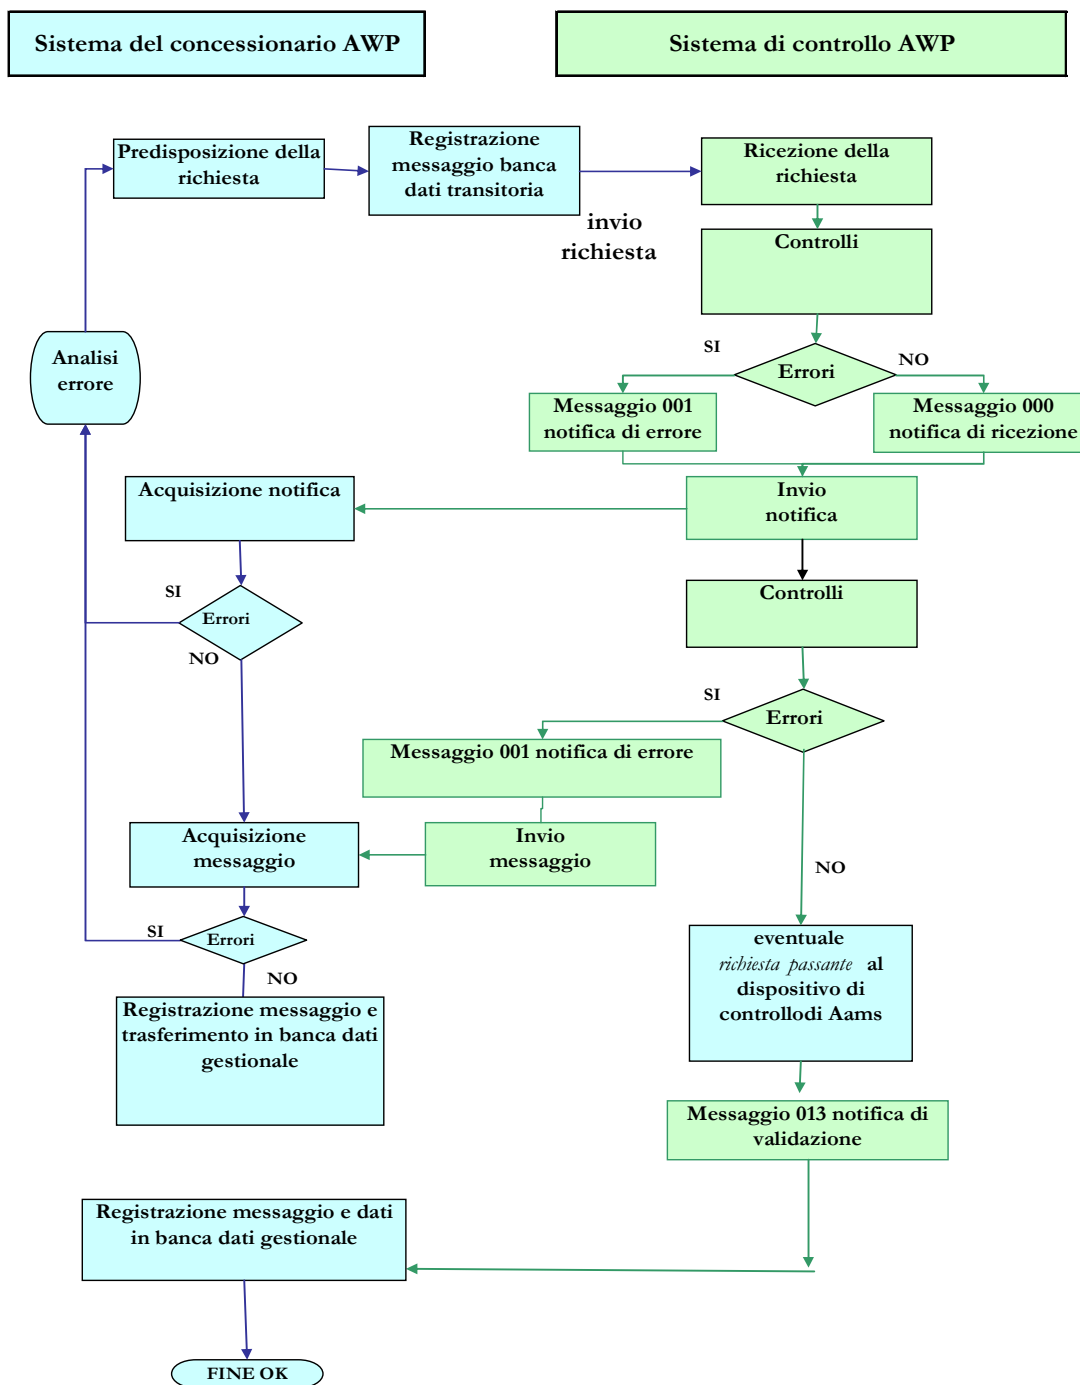 Sistema del concessionario AWP
Sistema di controllo AWP
Predisposizione della
richiesta
Registrazione
messaggio banca
dati transitoria
Ricezione della
richiesta
invio
richiesta
Controlli
Analisi
errore
SI
Errori
NO
Messaggio 001
notifica di errore
Messaggio 000
notifica di ricezione
Acquisizione notifica
Invio
notifica
Controlli
SI
Errori
NO
SI
Errori
Messaggio 001 notifica di errore
Acquisizione
messaggio
Invio
messaggio
NO
SI
Errori
NO
eventuale
richiesta passante al
dispositivo di
controllodi Aams
Registrazione messaggio e
trasferimento in banca dati
gestionale
Messaggio 013 notifica di
validazione
Registrazione messaggio e dati
in banca dati gestionale
FINE OK